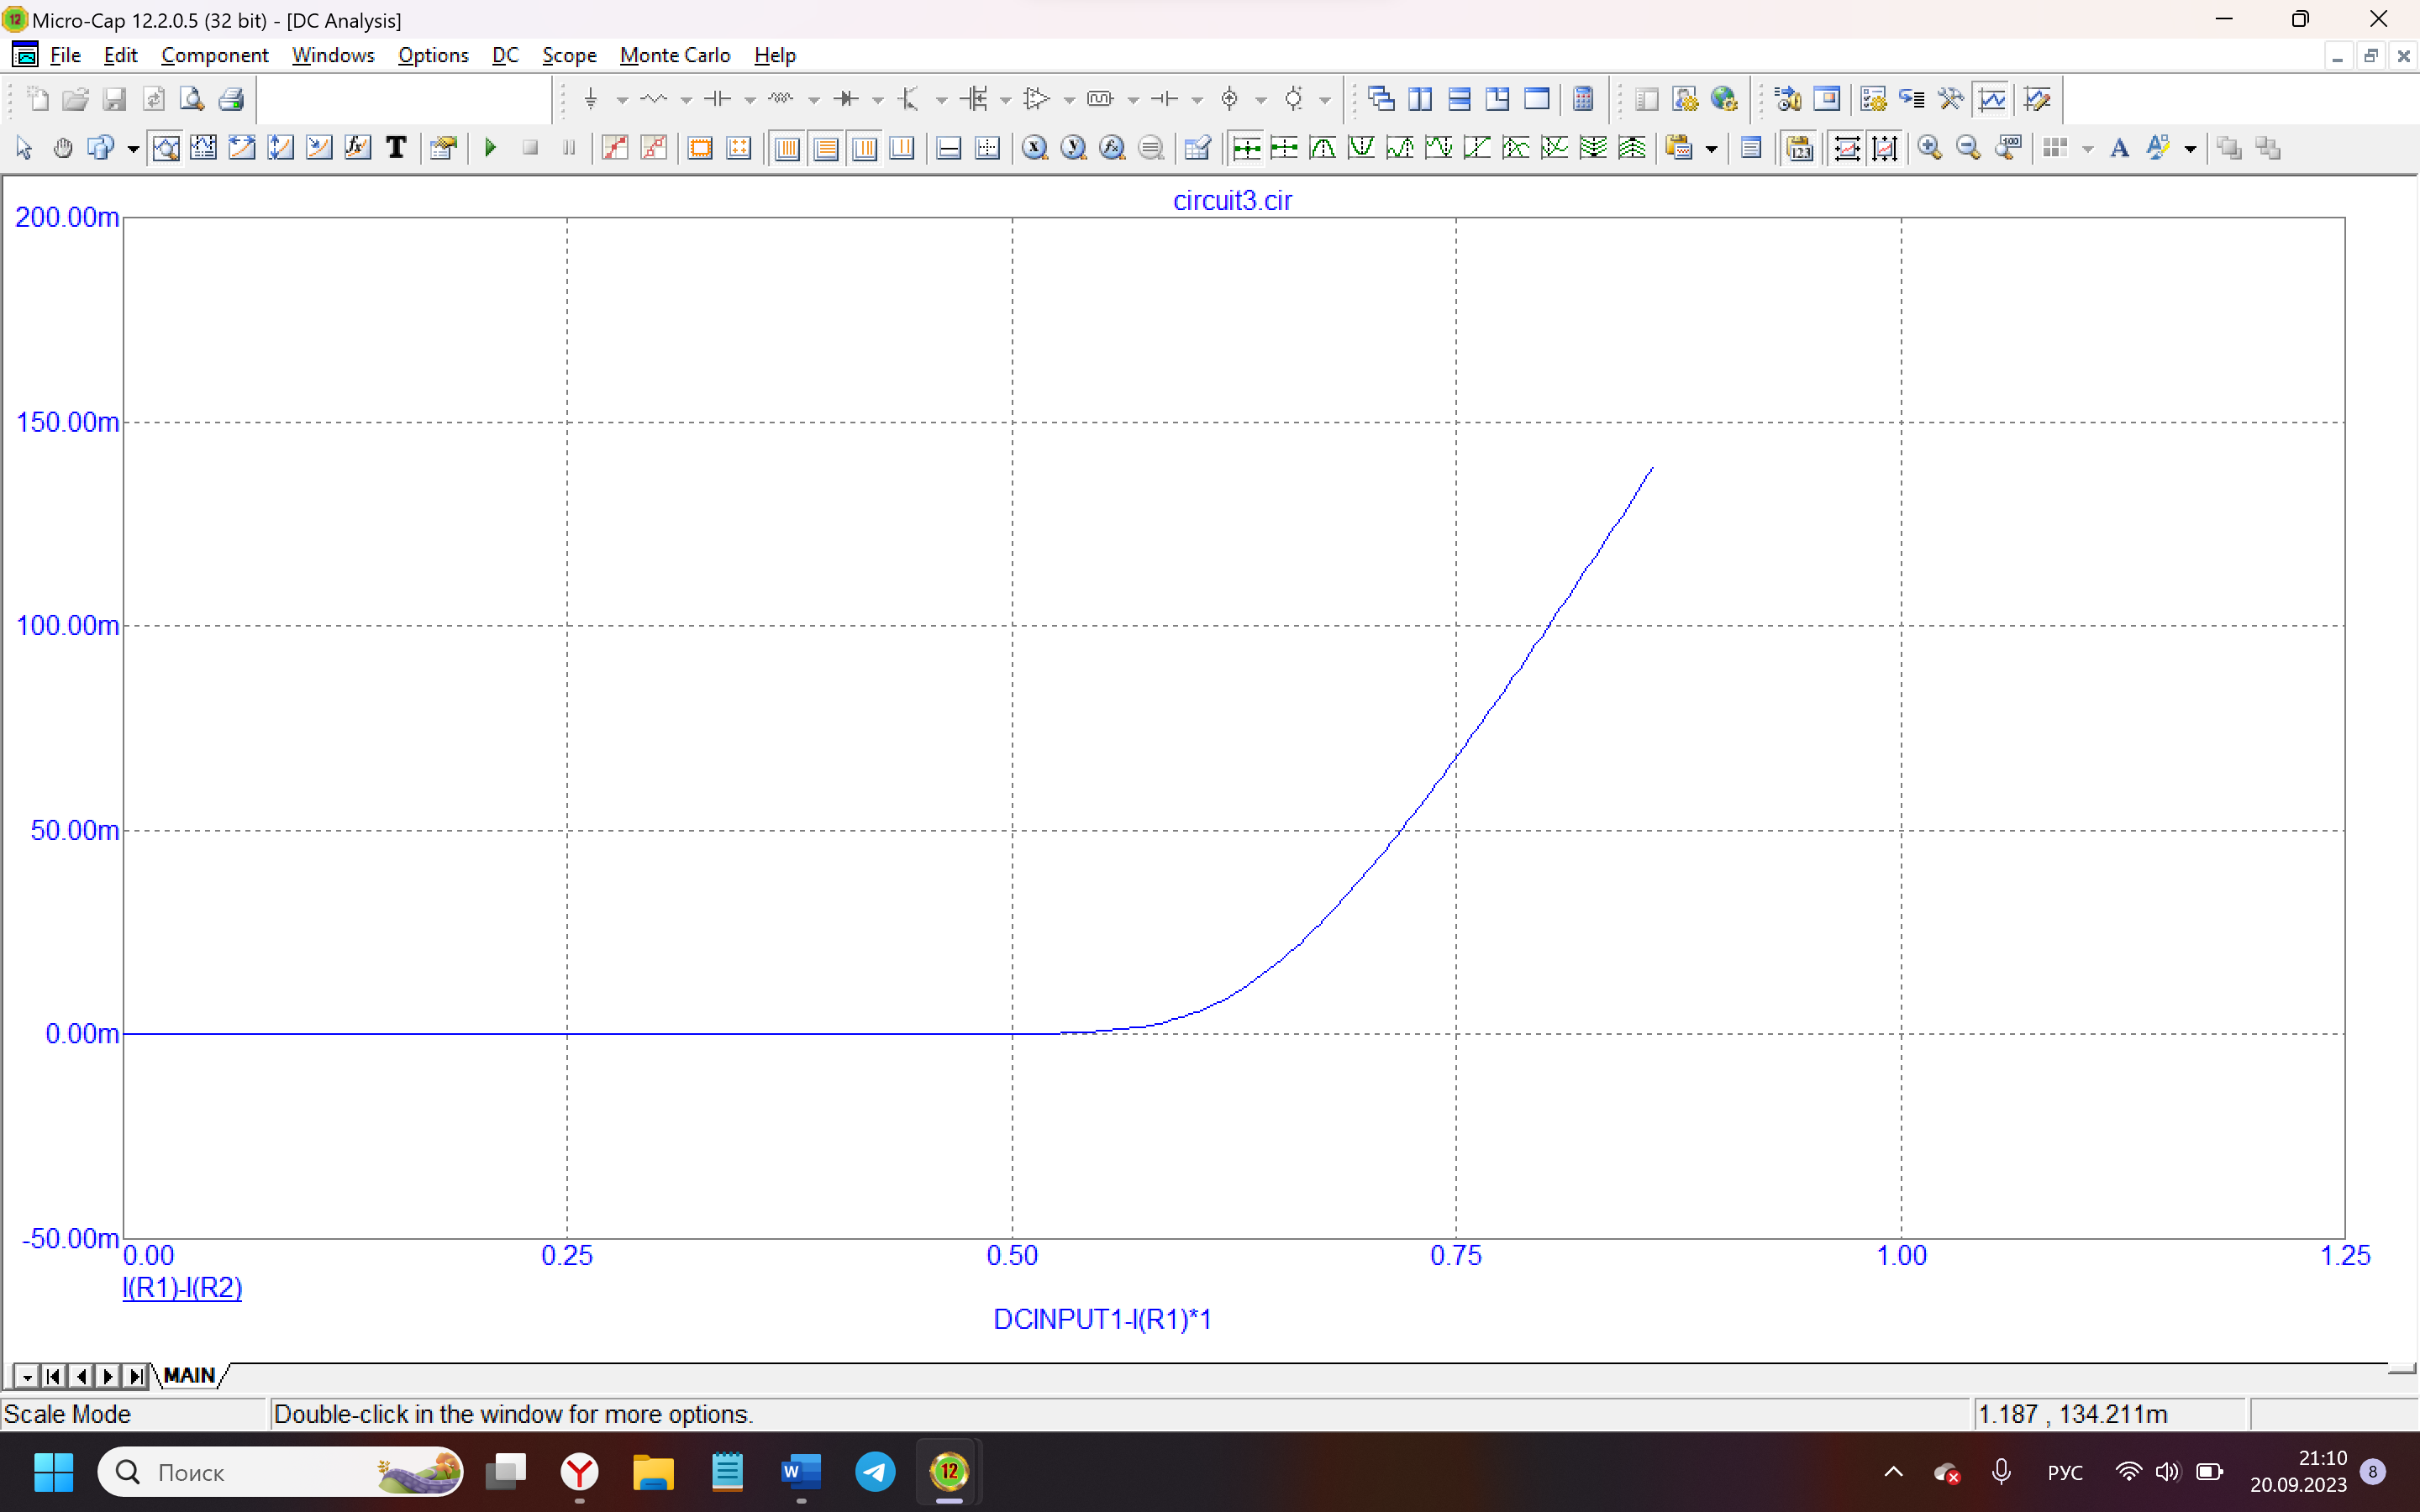 Micro-Cap 12.2.0.5 (32 bit) - [DC Analysis]
File Edit Component Windows Options DC Scope Monte Carlo Help
circuit3.cir
200.00m
150.00m
100.00m
50.00m
0.00m
-50.00m
0.00 0.25 0.50 0.75 1.00 1.25
I(R1)-I(R2)
DCINPUT1-I(R1)*1
MAIN
Scale Mode Double-click in the window for more options. 1.187 , 134.211m
Поиск
РУС
21:10
20.09.2023
8